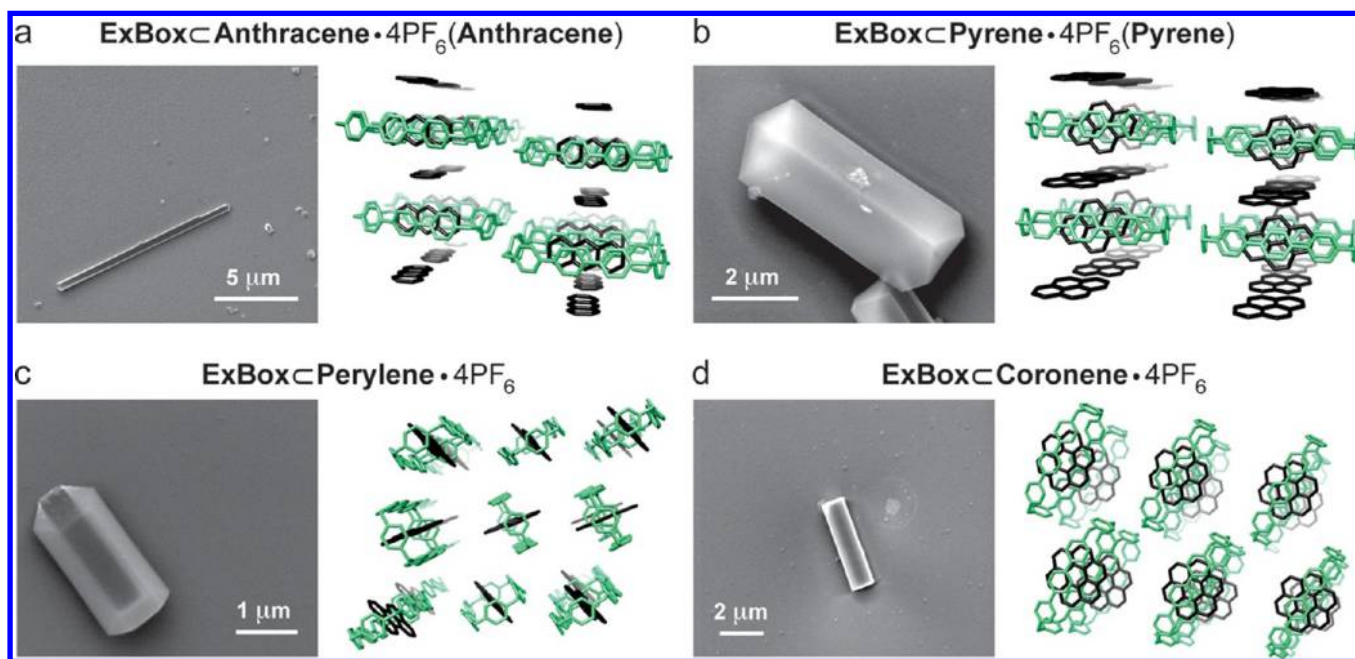 a ExBox⊂Anthracene•4PF₆(Anthracene)
5 μm
b ExBox⊂Pyrene•4PF₆(Pyrene)
2 μm
c ExBox⊂Perylene•4PF₆
1 μm
d ExBox⊂Coronene•4PF₆
2 μm